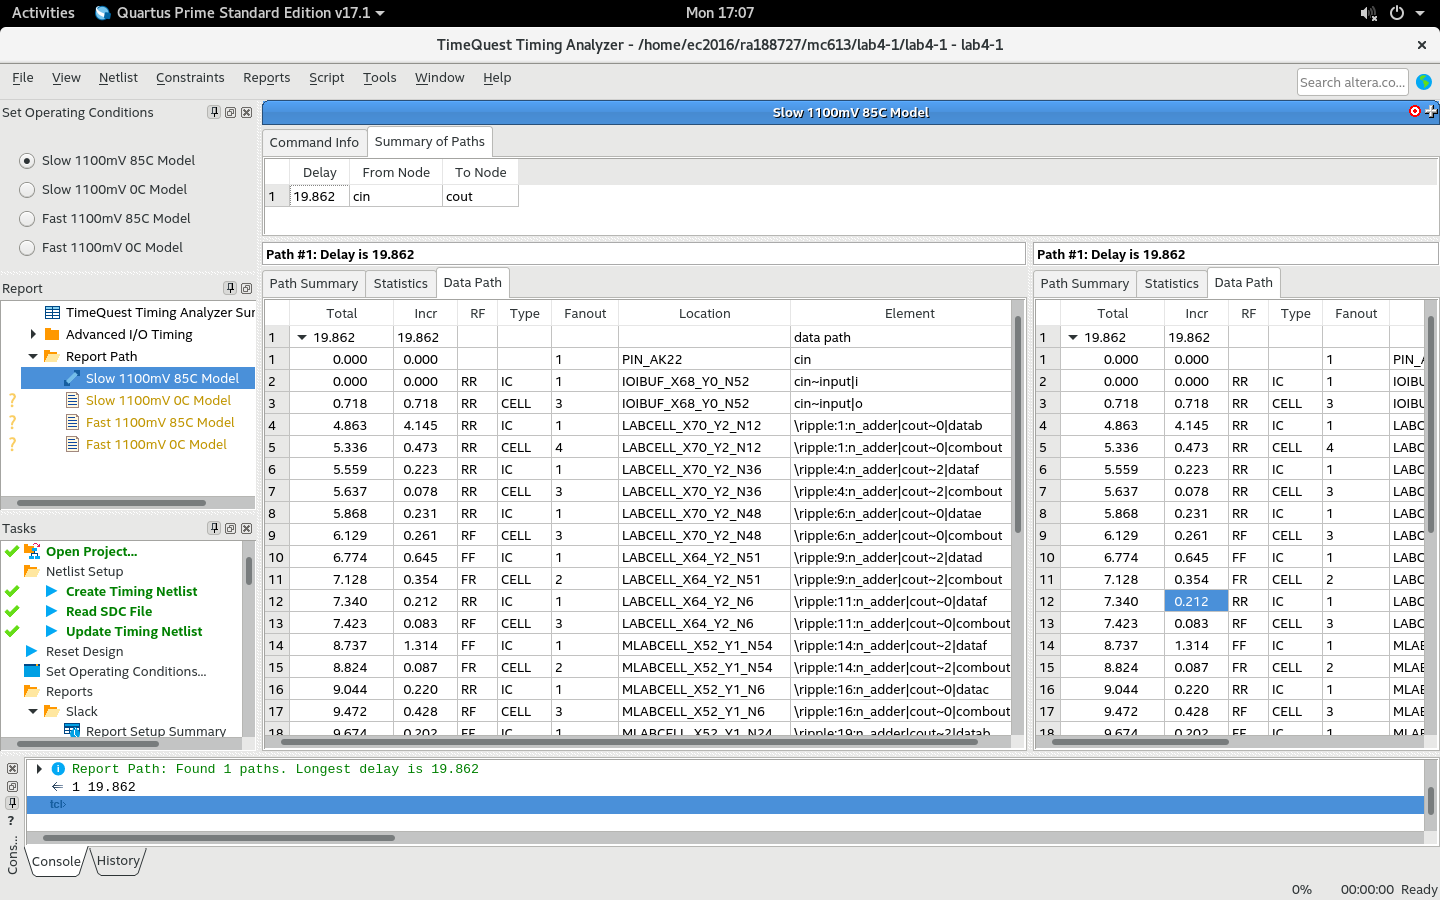 Activities Quartus Prime Standard Edition v17.1 Mon 17:07
TimeQuest Timing Analyzer - /home/ec2016/ra188727/mc613/lab4-1/lab4-1 - lab4-1
File View Netlist Constraints Reports Script Tools Window Help Search altera.co...
Set Operating Conditions
Slow 1100mV 85C Model
Slow 1100mV 0C Model
Fast 1100mV 85C Model
Fast 1100mV 0C Model
Report
TimeQuest Timing Analyzer Sur
Advanced I/O Timing
Report Path
Slow 1100mV 85C Model
? Slow 1100mV 0C Model
? Fast 1100mV 85C Model
? Fast 1100mV 0C Model
Tasks
Open Project...
Netlist Setup
Create Timing Netlist
Read SDC File
Update Timing Netlist
Reset Design
Set Operating Conditions...
Reports
Slack
Report Setup Summary
Slow 1100mV 85C Model
Command Info Summary of Paths
Delay From Node To Node
1 19.862 cin cout
Path #1: Delay is 19.862
Path Summary Statistics Data Path
Total Incr RF Type Fanout Location Element
1 19.862 19.862 data path
1 0.000 0.000 1 PIN_AK22 cin
2 0.000 0.000 RR IC 1 IOIBUF_X68_Y0_N52 cin~input|i
3 0.718 0.718 RR CELL 3 IOIBUF_X68_Y0_N52 cin~input|o
4 4.863 4.145 RR IC 1 LABCELL_X70_Y2_N12 \ripple:1:n_adder|cout~0|datab
5 5.336 0.473 RR CELL 4 LABCELL_X70_Y2_N12 \ripple:1:n_adder|cout~0|combout
6 5.559 0.223 RR IC 1 LABCELL_X70_Y2_N36 \ripple:4:n_adder|cout~2|dataf
7 5.637 0.078 RR CELL 3 LABCELL_X70_Y2_N36 \ripple:4:n_adder|cout~2|combout
8 5.868 0.231 RR IC 1 LABCELL_X70_Y2_N48 \ripple:6:n_adder|cout~0|datae
9 6.129 0.261 RF CELL 3 LABCELL_X70_Y2_N48 \ripple:6:n_adder|cout~0|combout
10 6.774 0.645 FF IC 1 LABCELL_X64_Y2_N51 \ripple:9:n_adder|cout~2|datad
11 7.128 0.354 FR CELL 2 LABCELL_X64_Y2_N51 \ripple:9:n_adder|cout~2|combout
12 7.340 0.212 RR IC 1 LABCELL_X64_Y2_N6 \ripple:11:n_adder|cout~0|dataf
13 7.423 0.083 RF CELL 3 LABCELL_X64_Y2_N6 \ripple:11:n_adder|cout~0|combout
14 8.737 1.314 FF IC 1 MLABCELL_X52_Y1_N54 \ripple:14:n_adder|cout~2|dataf
15 8.824 0.087 FR CELL 2 MLABCELL_X52_Y1_N54 \ripple:14:n_adder|cout~2|combout
16 9.044 0.220 RR IC 1 MLABCELL_X52_Y1_N6 \ripple:16:n_adder|cout~0|datac
17 9.472 0.428 RF CELL 3 MLABCELL_X52_Y1_N6 \ripple:16:n_adder|cout~0|combout
18 9.674 0.202 FF IC 1 MLABCELL_X52_Y1_N24 \ripple:19:n_adder|cout~2|datab
Path #1: Delay is 19.862
Path Summary Statistics Data Path
Total Incr RF Type Fanout
1 19.862 19.862
1 0.000 0.000 1 PIN_A
2 0.000 0.000 RR IC 1 IOIBU
3 0.718 0.718 RR CELL 3 IOIBU
4 4.863 4.145 RR IC 1 LABC
5 5.336 0.473 RR CELL 4 LABC
6 5.559 0.223 RR IC 1 LABC
7 5.637 0.078 RR CELL 3 LABC
8 5.868 0.231 RR IC 1 LABC
9 6.129 0.261 RF CELL 3 LABC
10 6.774 0.645 FF IC 1 LABC
11 7.128 0.354 FR CELL 2 LABC
12 7.340 0.212 RR IC 1 LABC
13 7.423 0.083 RF CELL 3 LABC
14 8.737 1.314 FF IC 1 MLAB
15 8.824 0.087 FR CELL 2 MLAB
16 9.044 0.220 RR IC 1 MLAB
17 9.472 0.428 RF CELL 3 MLAB
18 9.674 0.202 FF IC 1 MLAB
Report Path: Found 1 paths. Longest delay is 19.862
1 19.862
tcl>
? Cons...
Console History
0% 00:00:00 Ready